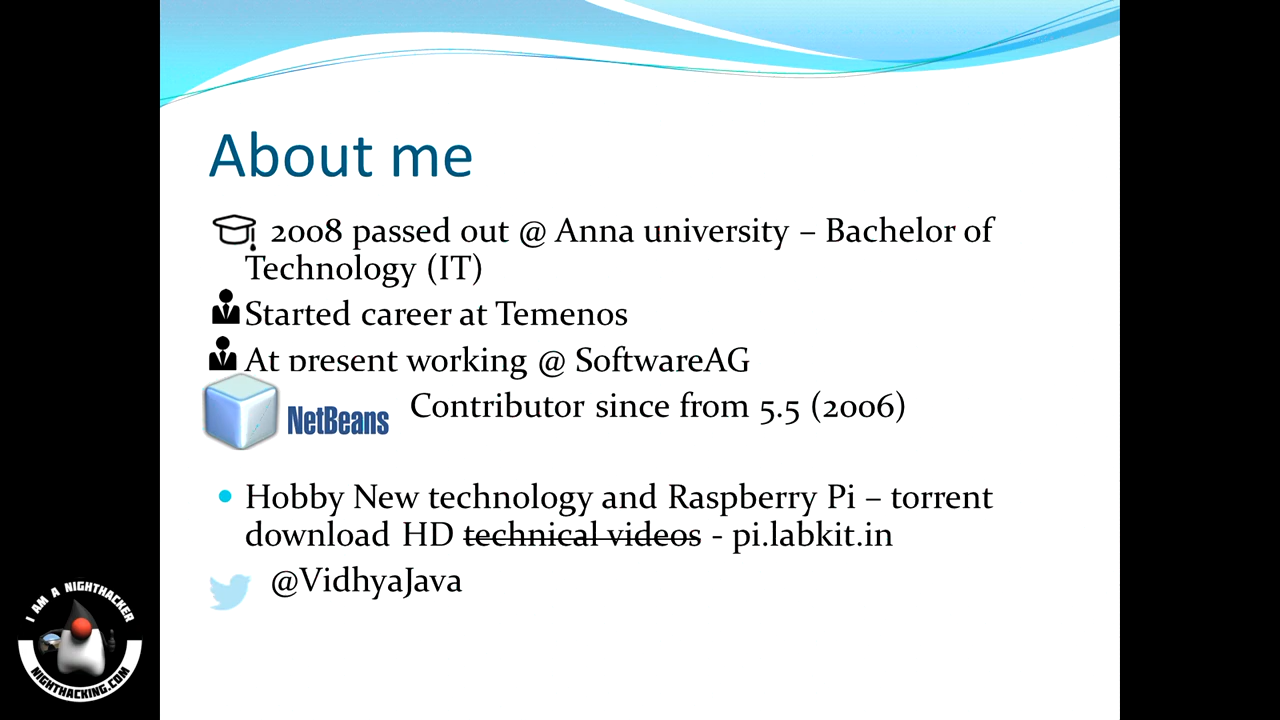 About me
2008 passed out @ Anna university – Bachelor of
Technology (IT)
Started career at Temenos
At present working @ SoftwareAG
NetBeans Contributor since from 5.5 (2006)
Hobby New technology and Raspberry Pi – torrent
download HD technical videos - pi.labkit.in
@VidhyaJava
I AM A NIGHTHACKER
NIGHTHACKING.COM